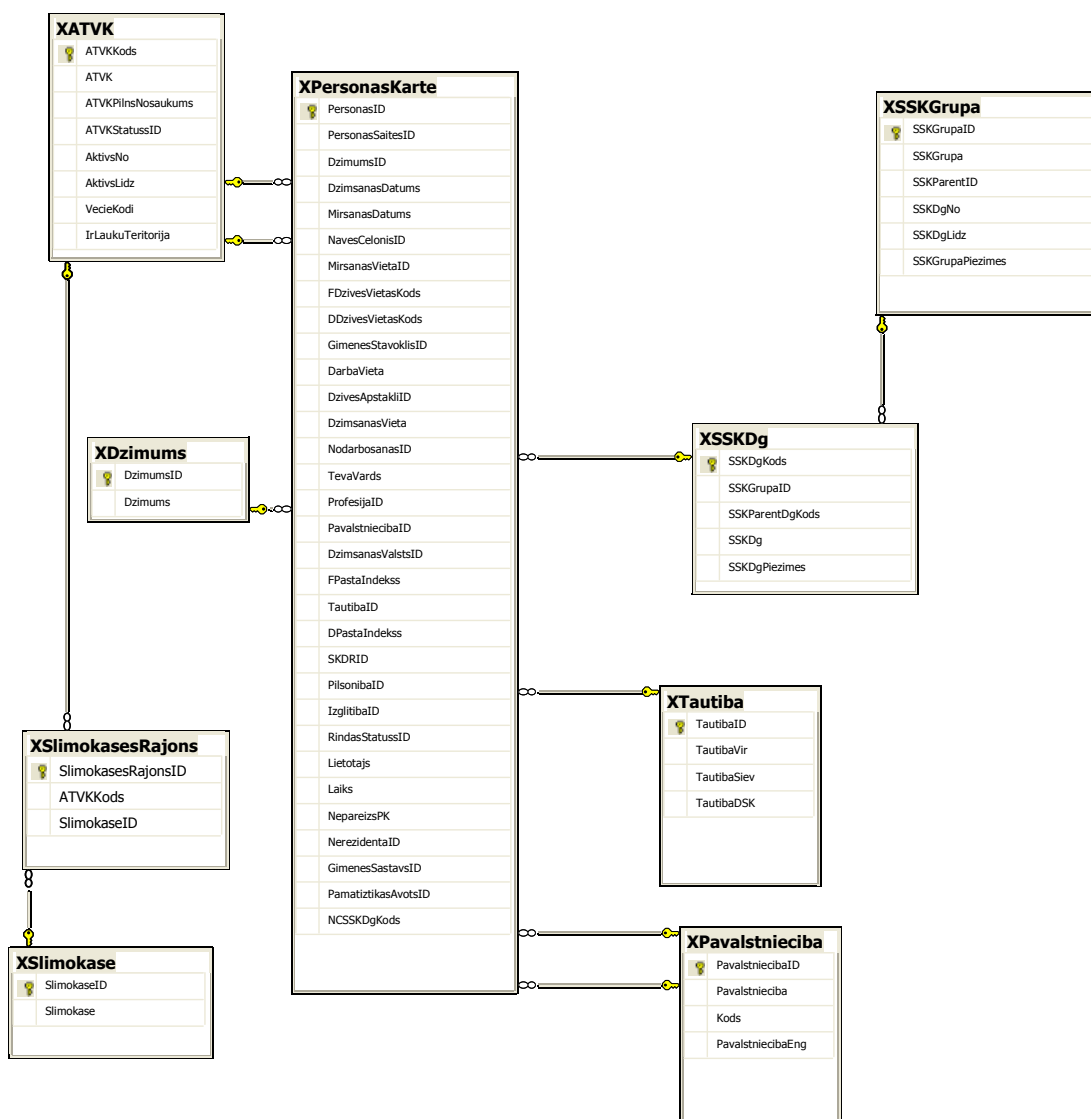 XATVK
ATVKKods
ATVK
ATVKPilnsNosaukums
ATVKStatussID
AktivsNo
AktivsLidz
VecieKodi
IrLaukuTeritorija
XPersonasKarte
PersonasID
PersonasSaitesID
DzimumsID
DzimsanasDatums
MirsanasDatums
NavesCelonisID
MirsanasVietaID
FDzivesVietasKods
DDzivesVietasKods
GimenesStavoklisID
DarbaVieta
DzivesApstakliID
DzimsanasVieta
NodarbosanasID
TevaVards
ProfesijaID
PavalstniecibaID
DzimsanasValstsID
FPastaIndekss
TautibaID
DPastaIndekss
SKDRID
PilsonibaID
IzglitibaID
RindasStatussID
Lietotajs
Laiks
NepareizsPK
NerezidentaID
GimenesSastavsID
PamatiztikasAvotsID
NCSSKDgKods
XSSKGrupa
SSKGrupaID
SSKGrupa
SSKParentID
SSKDgNo
SSKDgLidz
SSKGrupaPiezimes
XDzimums
DzimumsID
Dzimums
XSSKDg
SSKDgKods
SSKGrupaID
SSKParentDgKods
SSKDg
SSKDgPiezimes
XTautiba
TautibaID
TautibaVir
TautibaSiev
TautibaDSK
XSlimokasesRajons
SlimokasesRajonsID
ATVKKods
SlimokaseID
XPavalstnieciba
PavalstniecibaID
Pavalstnieciba
Kods
PavalstniecibaEng
XSlimokase
SlimokaseID
Slimokase